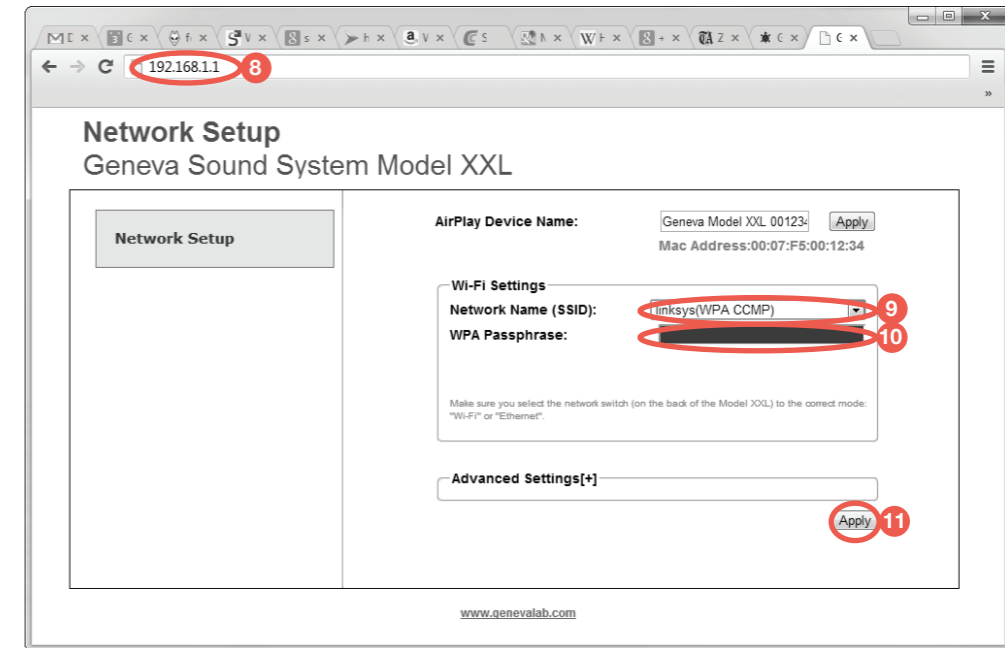 192.168.1.1
8
Network Setup
Geneva Sound System Model XXL
Network Setup
AirPlay Device Name:
Geneva Model XXL 001234
Apply
Mac Address:00:07:F5:00:12:34
Wi-Fi Settings
Network Name (SSID):
linksys(WPA CCMP)
9
WPA Passphrase:
10
Make sure you select the network switch (on the back of the Model XXL) to the correct mode:
"Wi-Fi" or "Ethernet".
Advanced Settings[+]
Apply
11
www.genevalab.com